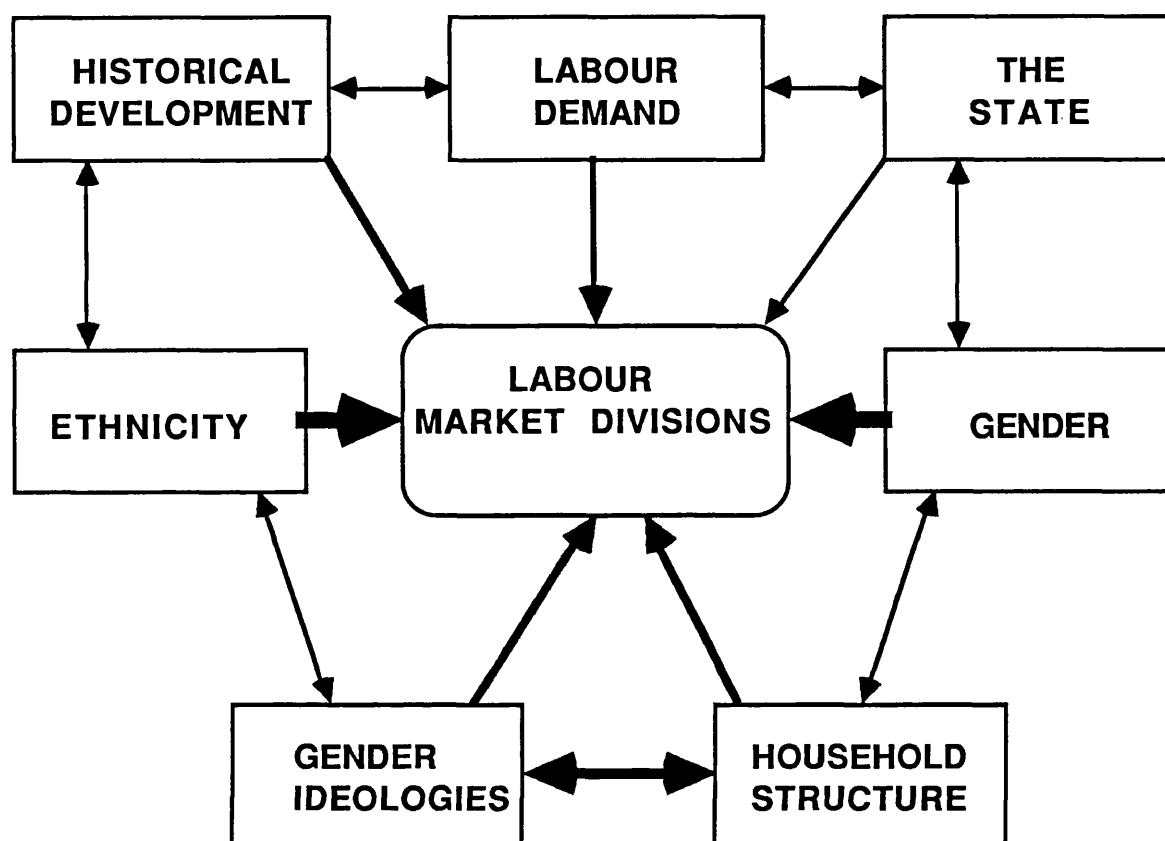 HISTORICAL
DEVELOPMENT
LABOUR
DEMAND
THE
STATE
ETHNICITY
LABOUR
MARKET DIVISIONS
GENDER
GENDER
IDEOLOGIES
HOUSEHOLD
STRUCTURE